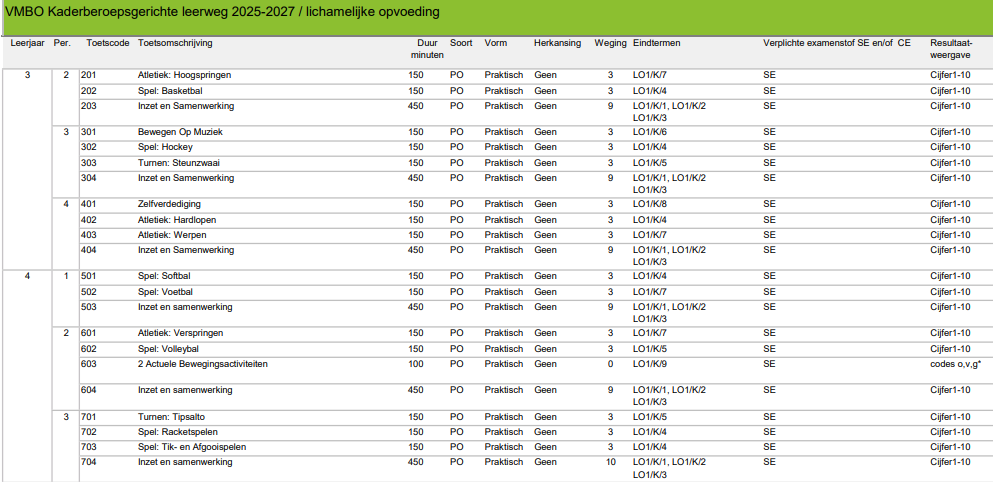 VMBO Kaderberoepsgerichte leerweg 2025-2027 / lichamelijke opvoeding
Leerjaar Per. Toetscode Toetsomschrijving Duur minuten Soort Vorm Herkansing Weging Eindtermen Verplichte examenstof SE en/of CE Resultaat-weergave
3 2 201 Atletiek: Hoogspringen 150 PO Praktisch Geen 3 LO1/K/7 SE Cijfer1-10
202 Spel: Basketbal 150 PO Praktisch Geen 3 LO1/K/4 SE Cijfer1-10
203 Inzet en Samenwerking 450 PO Praktisch Geen 9 LO1/K/1, LO1/K/2 SE Cijfer1-10
LO1/K/3
3 301 Bewegen Op Muziek 150 PO Praktisch Geen 3 LO1/K/6 SE Cijfer1-10
302 Spel: Hockey 150 PO Praktisch Geen 3 LO1/K/4 SE Cijfer1-10
303 Turnen: Steunzwaai 150 PO Praktisch Geen 3 LO1/K/5 SE Cijfer1-10
304 Inzet en Samenwerking 450 PO Praktisch Geen 9 LO1/K/1, LO1/K/2 SE Cijfer1-10
LO1/K/3
4 401 Zelfverdediging 150 PO Praktisch Geen 3 LO1/K/8 SE Cijfer1-10
402 Atletiek: Hardlopen 150 PO Praktisch Geen 3 LO1/K/4 SE Cijfer1-10
403 Atletiek: Werpen 150 PO Praktisch Geen 3 LO1/K/7 SE Cijfer1-10
404 Inzet en Samenwerking 450 PO Praktisch Geen 9 LO1/K/1, LO1/K/2 SE Cijfer1-10
LO1/K/3
4 1 501 Spel: Softbal 150 PO Praktisch Geen 3 LO1/K/4 SE Cijfer1-10
502 Spel: Voetbal 150 PO Praktisch Geen 3 LO1/K/7 SE Cijfer1-10
503 Inzet en samenwerking 450 PO Praktisch Geen 9 LO1/K/1, LO1/K/2 SE Cijfer1-10
LO1/K/3
2 601 Atletiek: Verspringen 150 PO Praktisch Geen 3 LO1/K/7 SE Cijfer1-10
602 Spel: Volleybal 150 PO Praktisch Geen 3 LO1/K/5 SE Cijfer1-10
603 2 Actuele Bewegingsactiviteiten 100 PO Praktisch Geen 0 LO1/K/9 SE codes o,v,g*
604 Inzet en samenwerking 450 PO Praktisch Geen 9 LO1/K/1, LO1/K/2 SE Cijfer1-10
LO1/K/3
3 701 Turnen: Tipsalto 150 PO Praktisch Geen 3 LO1/K/5 SE Cijfer1-10
702 Spel: Racketspelen 150 PO Praktisch Geen 3 LO1/K/4 SE Cijfer1-10
703 Spel: Tik- en Afgooispelen 150 PO Praktisch Geen 3 LO1/K/4 SE Cijfer1-10
704 Inzet en samenwerking 450 PO Praktisch Geen 10 LO1/K/1, LO1/K/2 SE Cijfer1-10
LO1/K/3